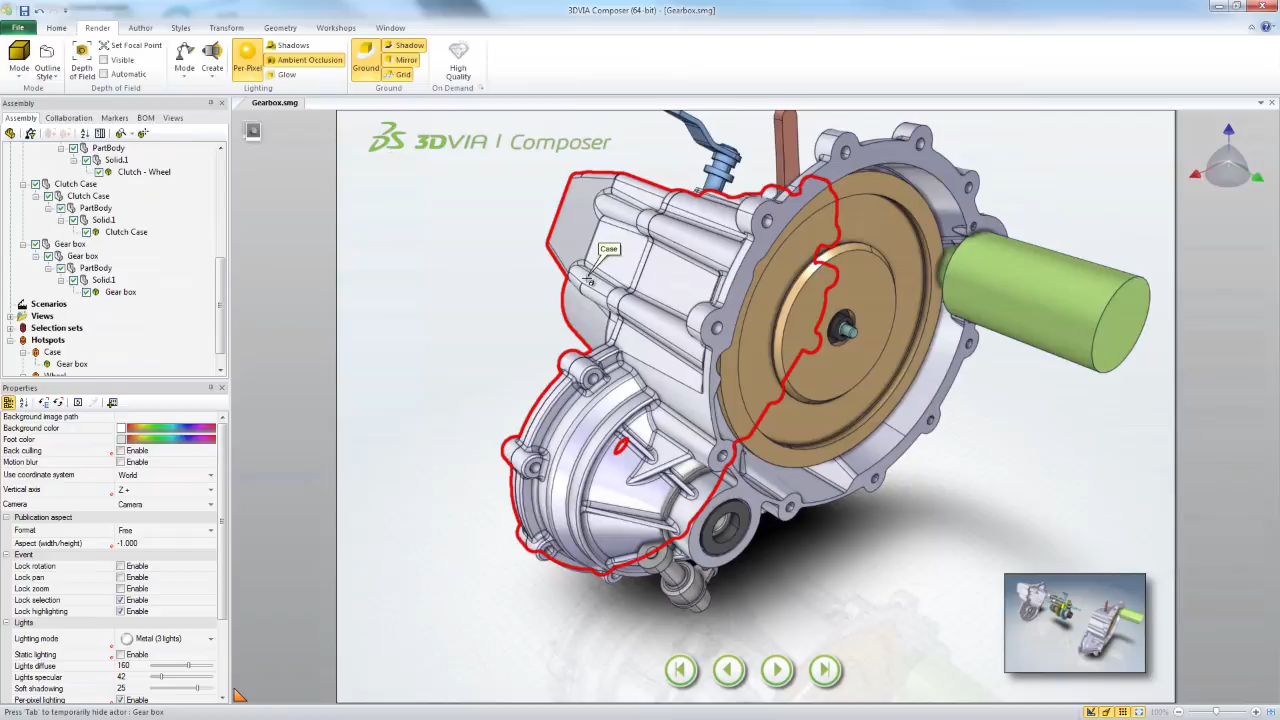 3DVIA Composer (64-bit) - [Gearbox.smg]
File Home Render Author Styles Transform Geometry Workshops Window
Mode
Outline Style
Mode
Depth of Field
Set Focal Point
Visible
Automatic
Depth of Field
Mode
Create
Per-Pixel
Shadows
Ambient Occlusion
Glow
Lighting
Ground
Shadow
Mirror
Grid
Ground
High Quality
On Demand
Assembly
Gearbox.smg
Assembly Collaboration Markers BOM Views
PartBody
Solid.1
Clutch - Wheel
Clutch Case
Clutch Case
PartBody
Solid.1
Clutch Case
Gear box
Gear box
PartBody
Solid.1
Gear box
Scenarios
Views
Selection sets
Hotspots
Case
Gear box
Properties
Background image path
Background color
Foot color
Back culling Enable
Motion blur Enable
Use coordinate system World
Vertical axis Z +
Camera Camera
Publication aspect
Format Free
Aspect (width/height) -1.000
Event
Lock rotation Enable
Lock pan Enable
Lock zoom Enable
Lock selection Enable
Lock highlighting Enable
Lights
Lighting mode Metal (3 lights)
Static lighting Enable
Lights diffuse 160
Lights specular 42
Soft shadowing 25
Per-pixel lighting Enable
3DVIA | Composer
Case
Press 'Tab' to temporarily hide actor : Gear box
100%